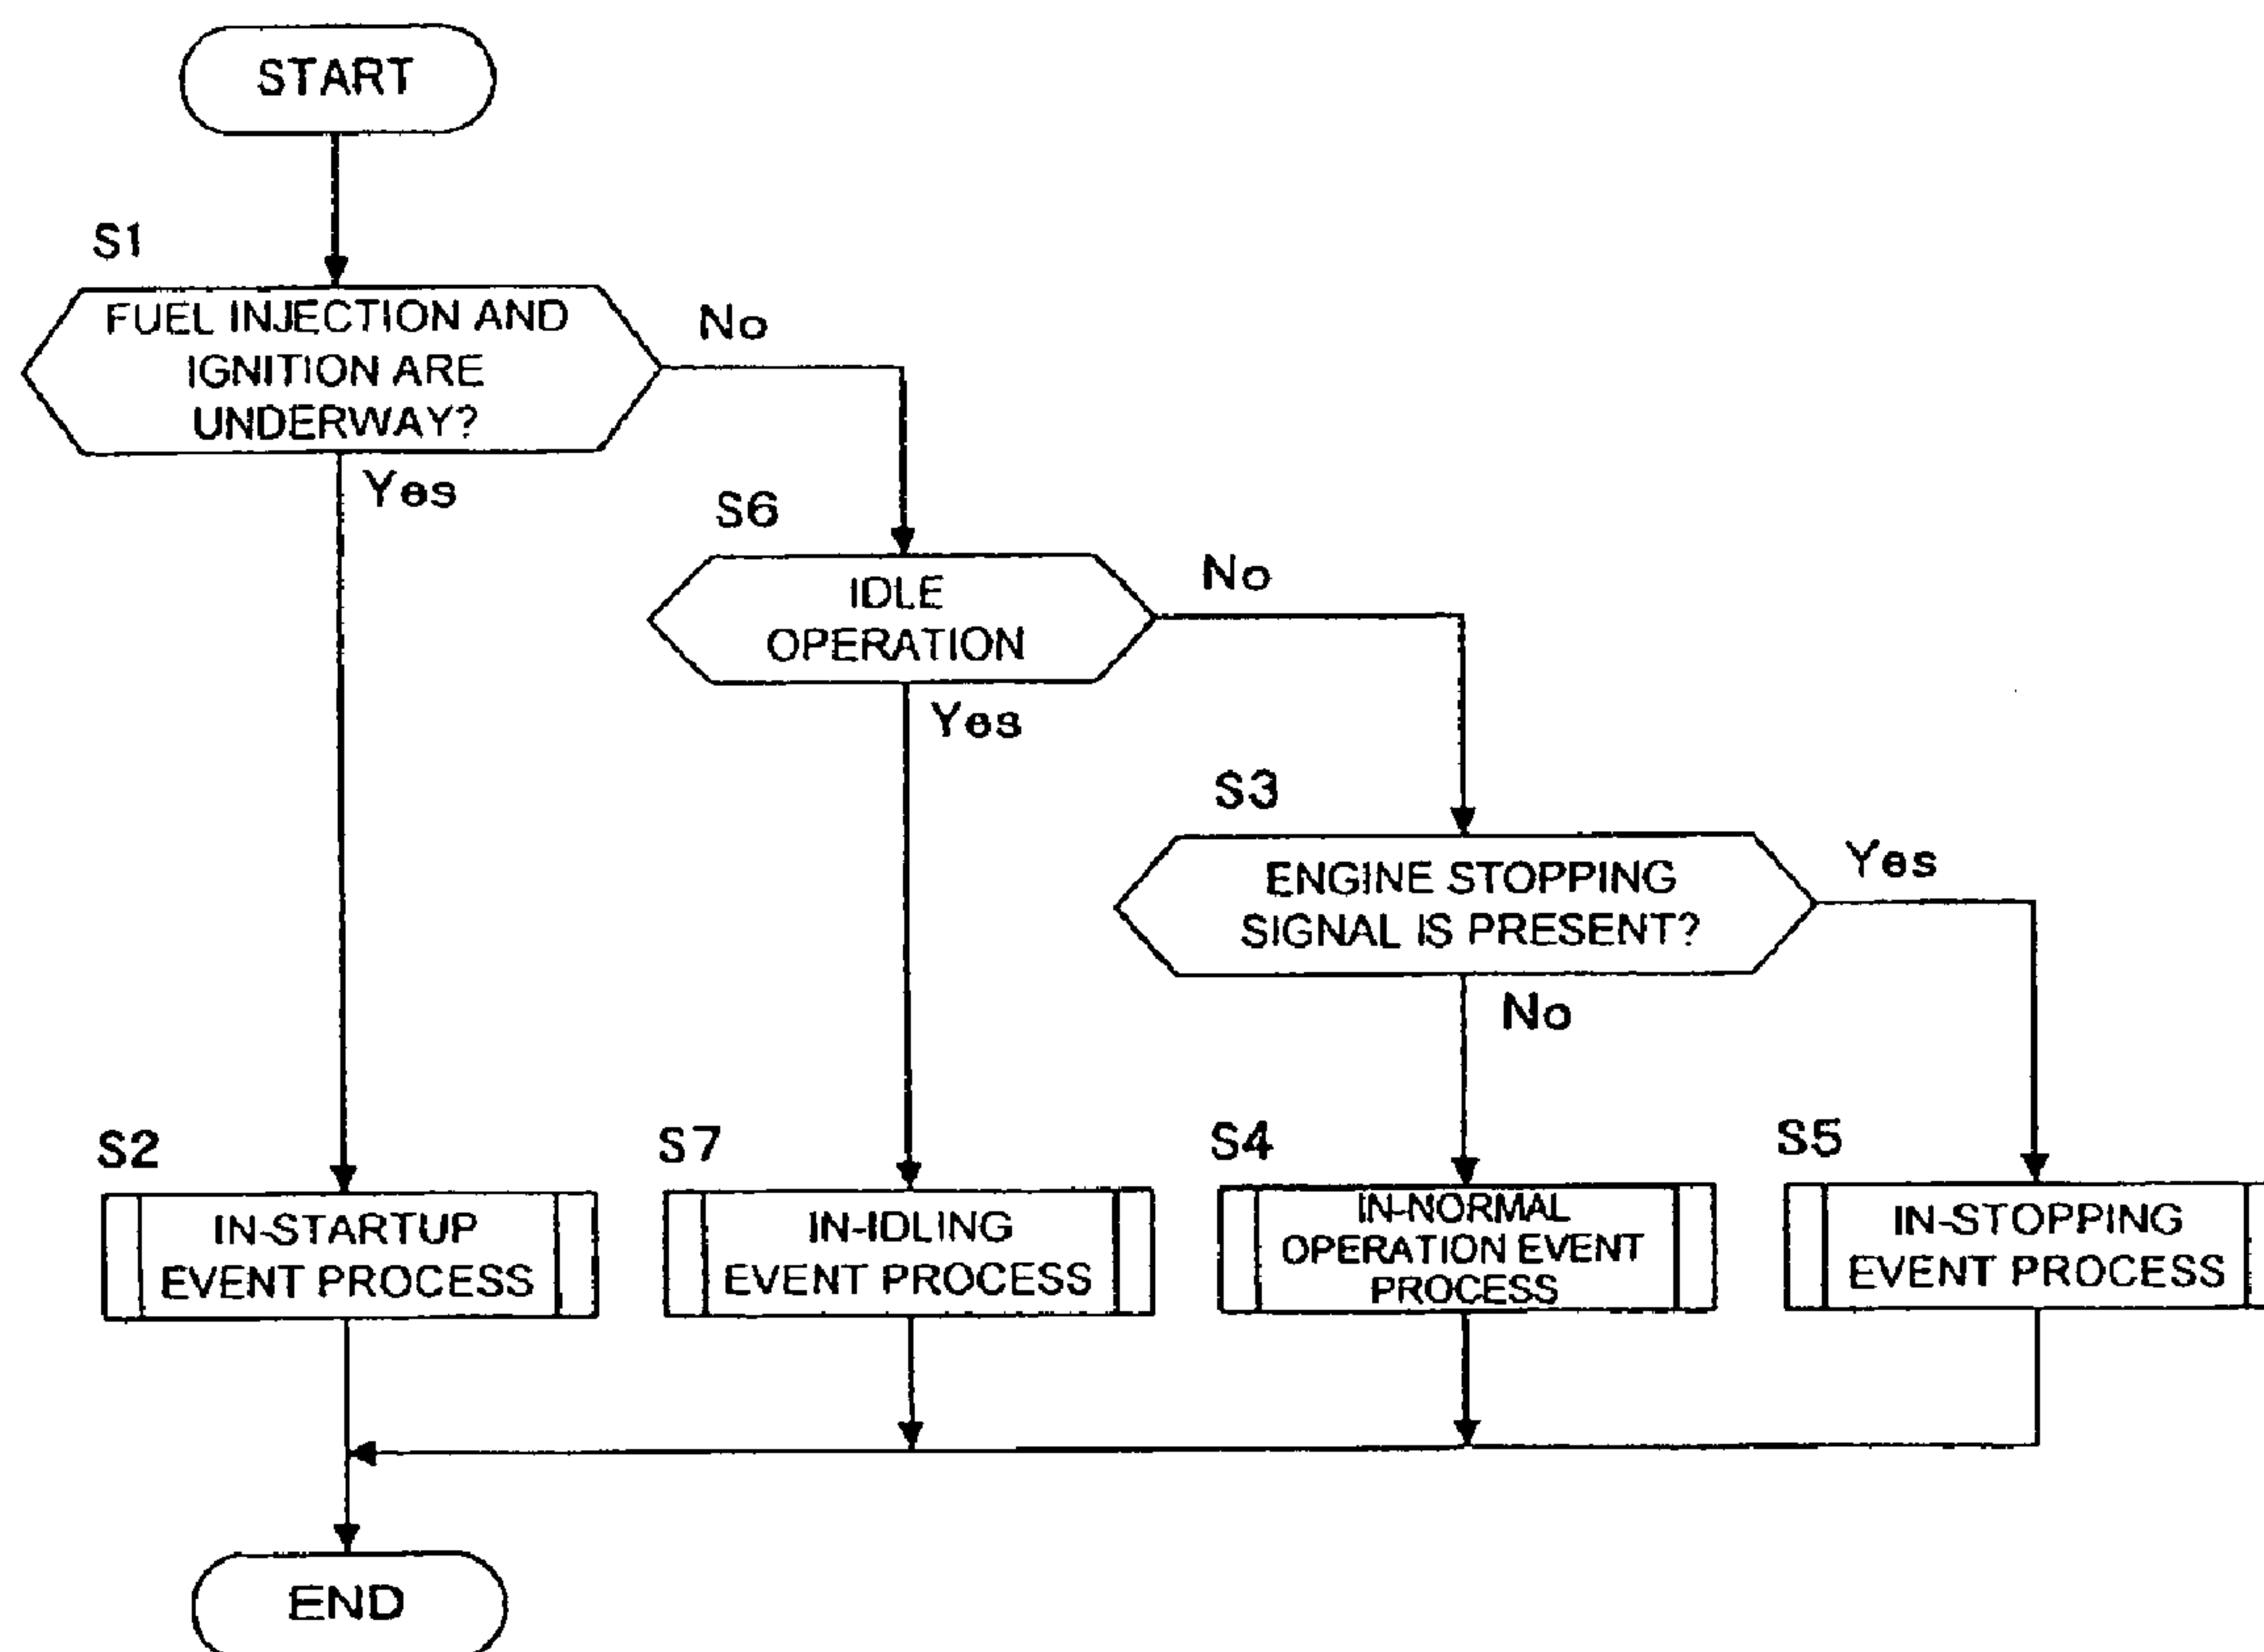 START
S1
FUEL INJECTION AND
IGNITION ARE
UNDERWAY?
No
Yes
S6
IDLE
OPERATION
No
Yes
S3
ENGINE STOPPING
SIGNAL IS PRESENT?
Yes
No
S2
IN-STARTUP
EVENT PROCESS
S7
IN-IDLING
EVENT PROCESS
S4
IN-NORMAL
OPERATION EVENT
PROCESS
S5
IN-STOPPING
EVENT PROCESS
END